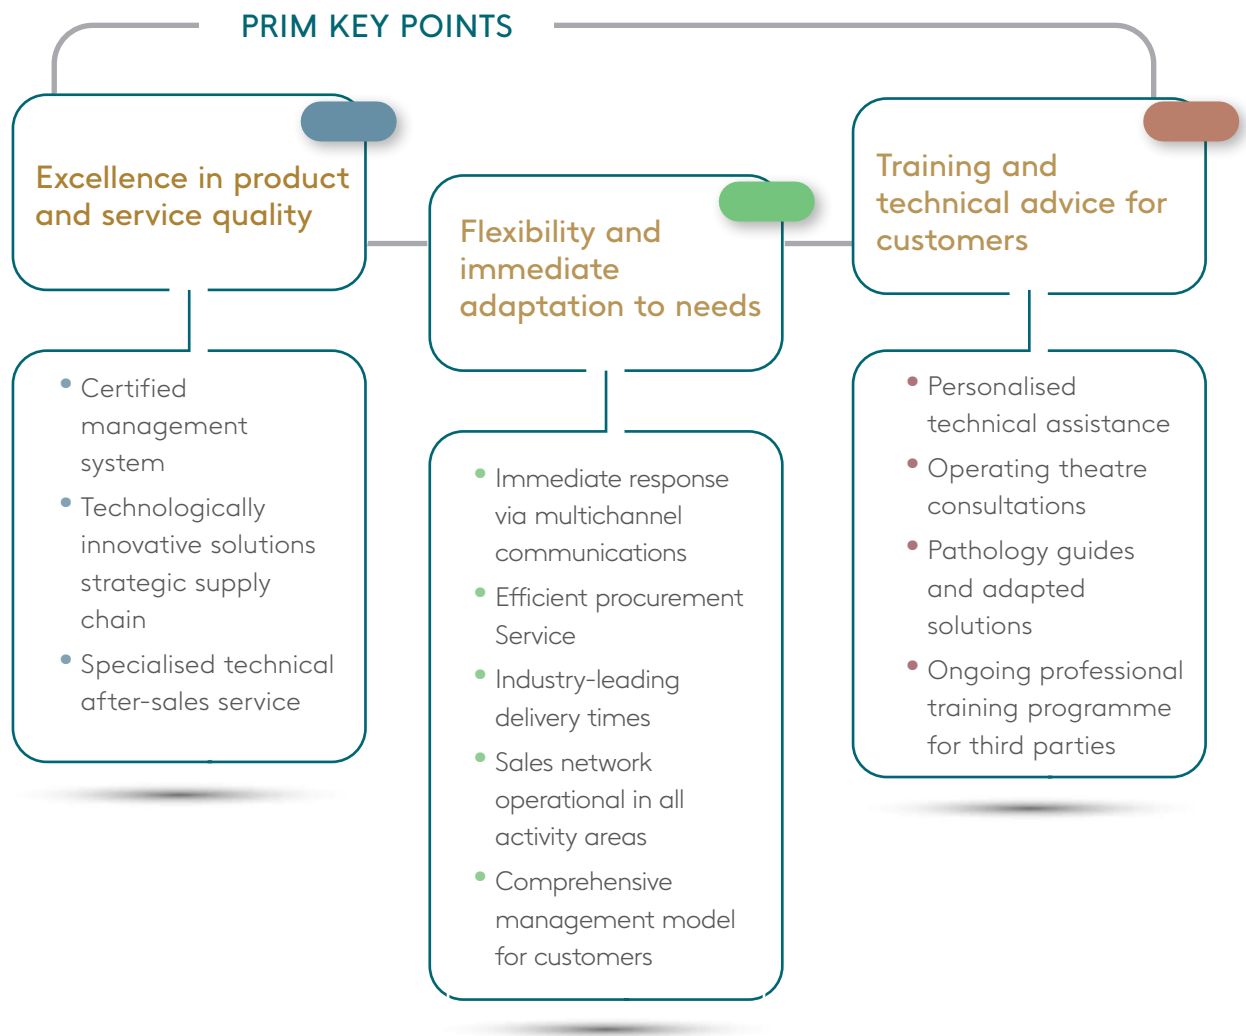 PRIM KEY POINTS
Excellence in product
and service quality
Certified
management
system
Technologically
innovative solutions
strategic supply
chain
Specialised technical
after-sales service
Flexibility and
immediate
adaptation to needs
Immediate response
via multichannel
communications
Efficient procurement
Service
Industry-leading
delivery times
Sales network
operational in all
activity areas
Comprehensive
management model
for customers
Training and
technical advice for
customers
Personalised
technical assistance
Operating theatre
consultations
Pathology guides
and adapted
solutions
Ongoing professional
training programme
for third parties